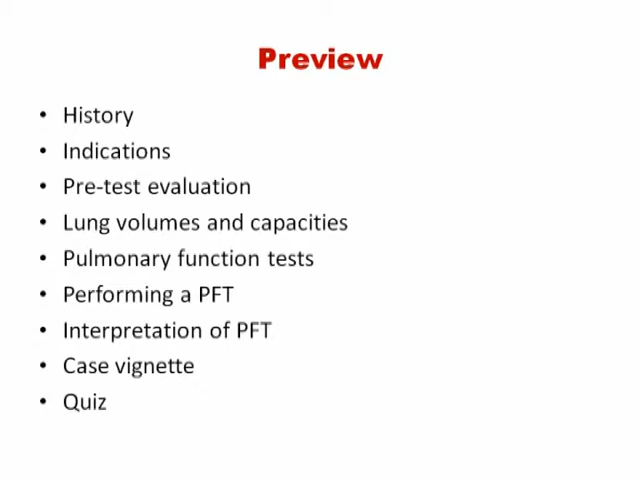 Preview
• History
• Indications
• Pre-test evaluation
• Lung volumes and capacities
• Pulmonary function tests
• Performing a PFT
• Interpretation of PFT
• Case vignette
• Quiz